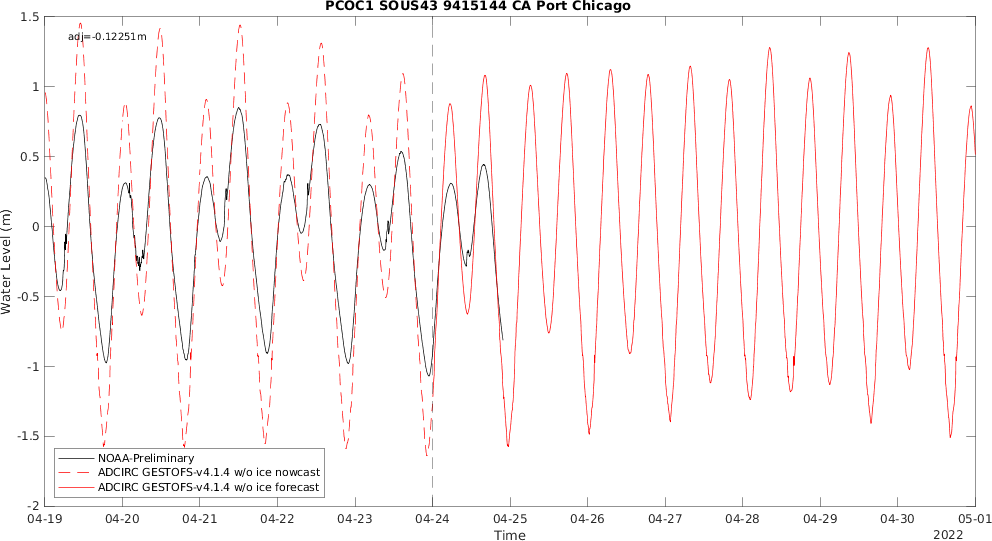 PCOC1 SOUS43 9415144 CA Port Chicago
adj=-0.12251m
1.5
1
0.5
0
-0.5
-1
-1.5
-2
Water Level (m)
NOAA-Preliminary
ADCIRC GESTOFS-v4.1.4 w/o ice nowcast
ADCIRC GESTOFS-v4.1.4 w/o ice forecast
04-19 04-20 04-21 04-22 04-23 04-24 04-25 04-26 04-27 04-28 04-29 04-30 05-01
Time
2022